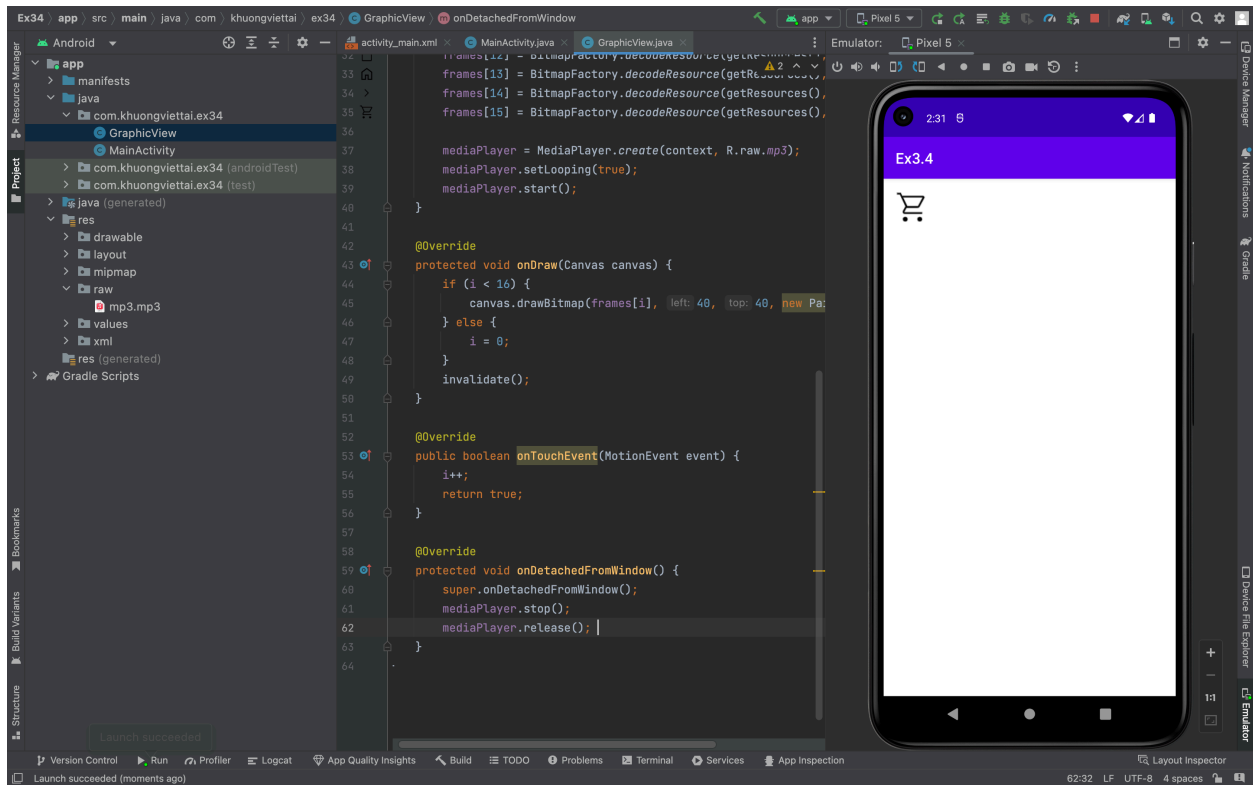 Ex34 app src main java com khuongviettai ex34 GraphicView onDetachedFromWindow app Pixel 5
Android activity_main.xml MainActivity.java GraphicView.java Emulator: Pixel 5
Resource Manager
Project
Bookmarks
Build Variants
Structure
app
manifests
java
com.khuongviettai.ex34
GraphicView
MainActivity
com.khuongviettai.ex34 (androidTest)
com.khuongviettai.ex34 (test)
java (generated)
res
drawable
layout
mipmap
raw
mp3.mp3
values
xml
res (generated)
Gradle Scripts
Launch succeeded
2
32 frames[12] = BitmapFactory.decodeResource(getResources(),
33 frames[13] = BitmapFactory.decodeResource(getResources(),
34 frames[14] = BitmapFactory.decodeResource(getResources(),
35 frames[15] = BitmapFactory.decodeResource(getResources(),
36
37 mediaPlayer = MediaPlayer.create(context, R.raw.mp3);
38 mediaPlayer.setLooping(true);
39 mediaPlayer.start();
40 }
41
42 @Override
43 protected void onDraw(Canvas canvas) {
44 if (i < 16) {
45 canvas.drawBitmap(frames[i], left: 40, top: 40, new Pai
46 } else {
47 i = 0;
48 }
49 invalidate();
50 }
51
52 @Override
53 public boolean onTouchEvent(MotionEvent event) {
54 i++;
55 return true;
56 }
57
58 @Override
59 protected void onDetachedFromWindow() {
60 super.onDetachedFromWindow();
61 mediaPlayer.stop();
62 mediaPlayer.release();
63 }
64
2:31
Ex3.4
1:1
Device Manager
Notifications
Gradle
Device File Explorer
Emulator
Version Control Run Profiler Logcat App Quality Insights Build TODO Problems Terminal Services App Inspection Layout Inspector
Launch succeeded (moments ago) 62:32 LF UTF-8 4 spaces